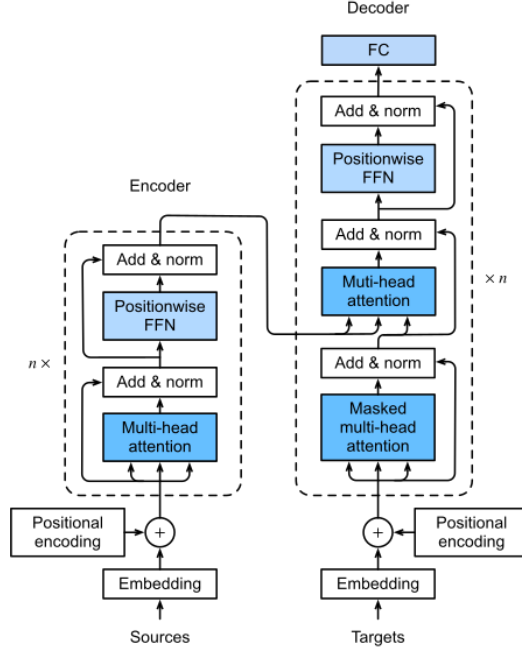 Decoder
FC
Add & norm
Positionwise
FFN
Add & norm
Muti-head
attention
× n
Add & norm
Masked
multi-head
attention
Positional
encoding
+
Embedding
Targets
Encoder
Add & norm
Positionwise
FFN
n ×
Add & norm
Multi-head
attention
Positional
encoding
+
Embedding
Sources